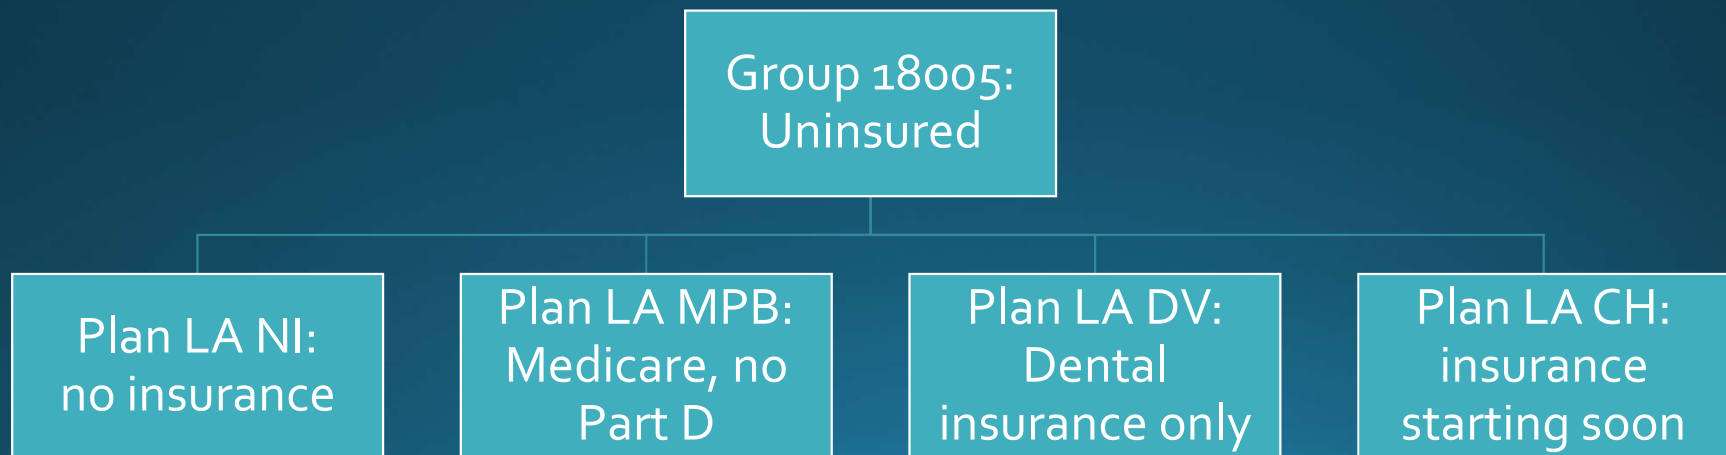 Group 18005:
Uninsured
Plan LA NI:
no insurance
Plan LA MPB:
Medicare, no
Part D
Plan LA DV:
Dental
insurance only
Plan LA CH:
insurance
starting soon